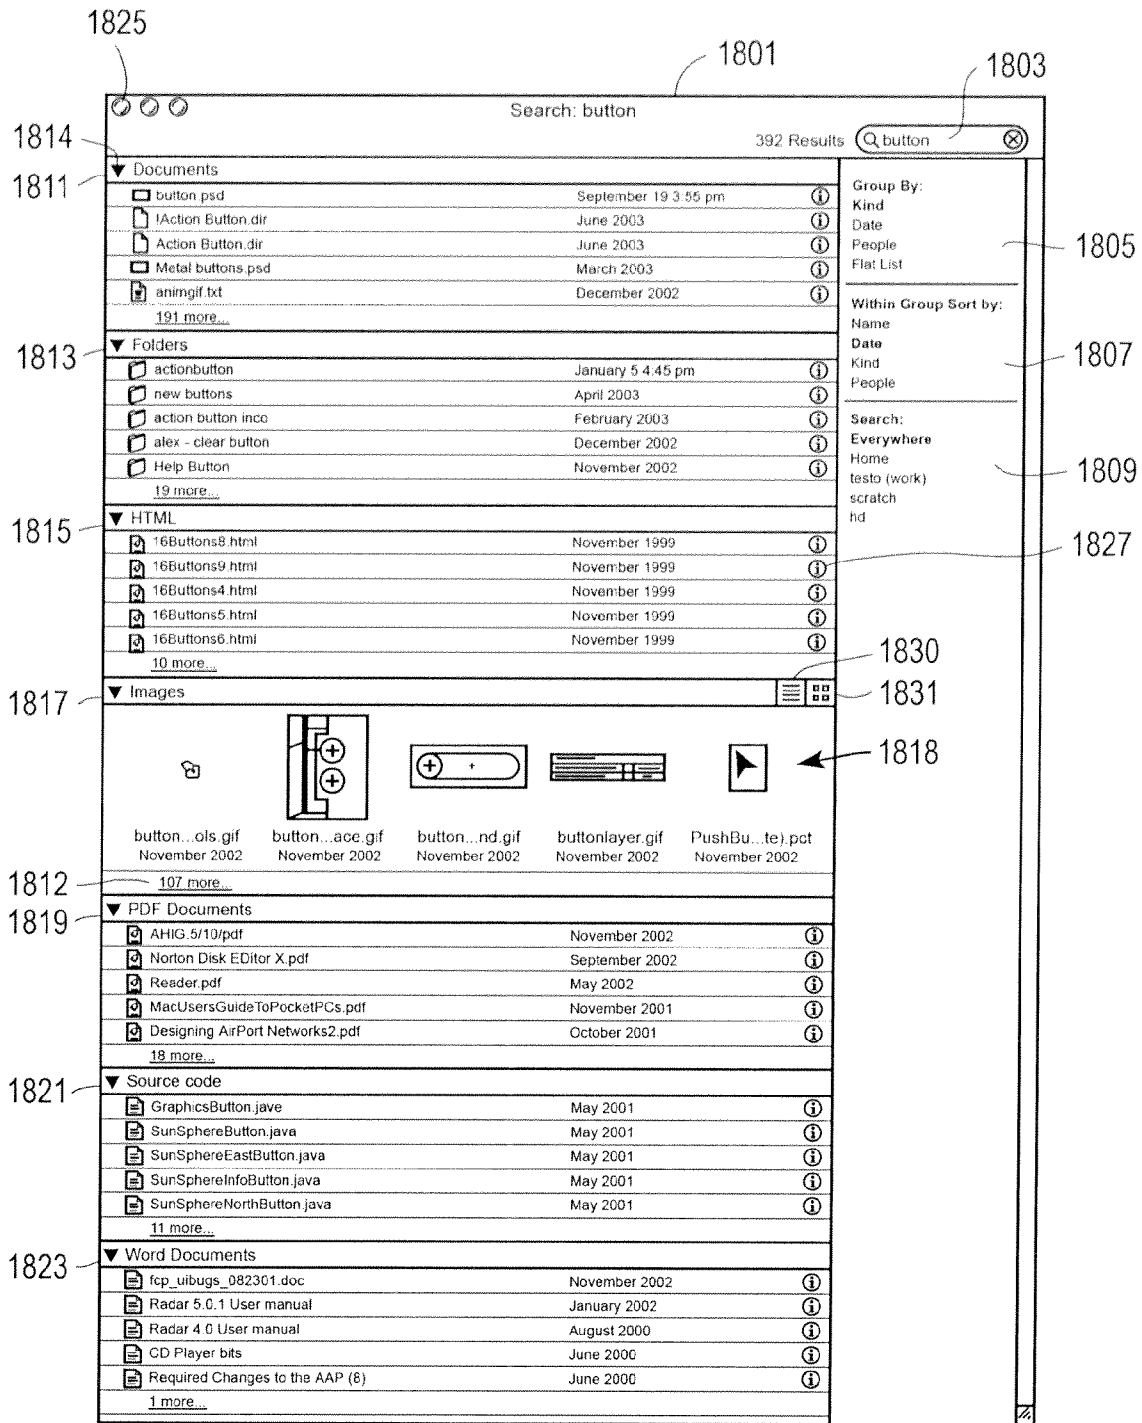 1825
1801
1803
Search: button
392 Results
button
1814
1811
Documents
button.psd September 19 3:55 pm
!Action Button.dir June 2003
Action Button.dir June 2003
Metal buttons.psd March 2003
animgif.txt December 2002
191 more...
Group By:
Kind
Date
People
Flat List
1805
1813
Folders
actionbutton January 5 4:45 pm
new buttons April 2003
action button inco February 2003
alex - clear button December 2002
Help Button November 2002
19 more...
Within Group Sort by:
Name
Date
Kind
People
1807
Search:
Everywhere
Home
testo (work)
scratch
hd
1809
1815
HTML
16Buttons8.html November 1999
16Buttons9.html November 1999
16Buttons4.html November 1999
16Buttons5.html November 1999
16Buttons6.html November 1999
10 more...
1827
1830
1831
1817
Images
1818
button...ols.gif button...ace.gif button...nd.gif buttonlayer.gif PushBu...te).pct
November 2002 November 2002 November 2002 November 2002 November 2002
1812
107 more...
1819
PDF Documents
AHIG.5/10/pdf November 2002
Norton Disk EDitor X.pdf September 2002
Reader.pdf May 2002
MacUsersGuideToPocketPCs.pdf November 2001
Designing AirPort Networks2.pdf October 2001
18 more...
1821
Source code
GraphicsButton.jave May 2001
SunSphereButton.java May 2001
SunSphereEastButton.java May 2001
SunSphereInfoButton.java May 2001
SunSphereNorthButton.java May 2001
11 more...
1823
Word Documents
fcp_uibugs_082301.doc November 2002
Radar 5.0.1 User manual January 2002
Radar 4.0 User manual August 2000
CD Player bits June 2000
Required Changes to the AAP (8) June 2000
1 more...